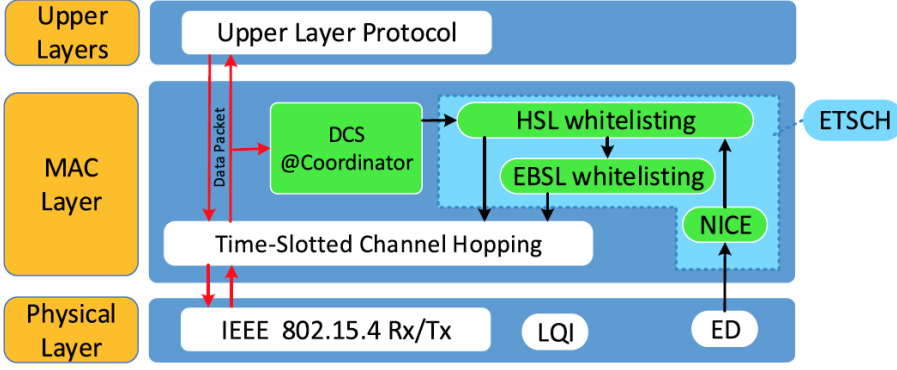 Upper
Layers
Upper Layer Protocol
MAC
Layer
Data Packet
DCS
@Coordinator
HSL whitelisting
EBSL whitelisting
NICE
ETSCH
Time-Slotted Channel Hopping
Physical
Layer
IEEE 802.15.4 Rx/Tx
LQI
ED